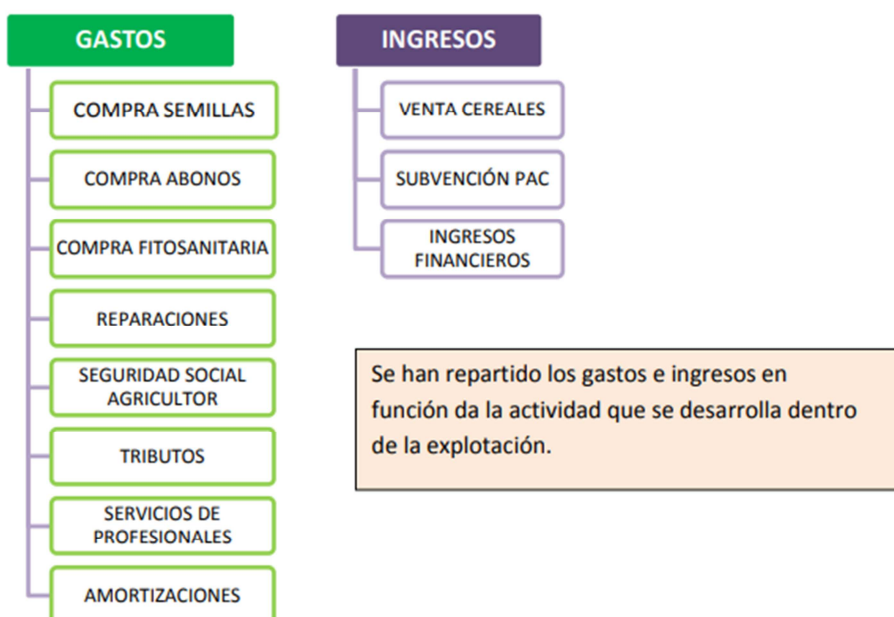 GASTOS
COMPRA SEMILLAS
COMPRA ABONOS
COMPRA FITOSANITARIA
REPARACIONES
SEGURIDAD SOCIAL
AGRICULTOR
TRIBUTOS
SERVICIOS DE
PROFESIONALES
AMORTIZACIONES
INGRESOS
VENTA CEREALES
SUBVENCIÓN PAC
INGRESOS
FINANCIEROS
Se han repartido los gastos e ingresos en
función da la actividad que se desarrolla dentro
de la explotación.